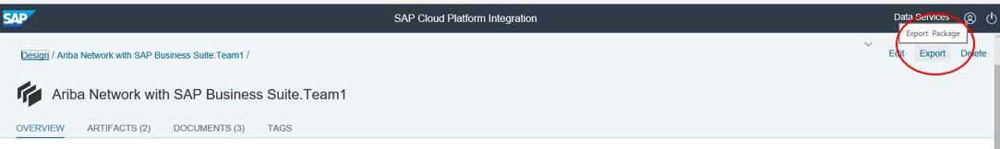 SAP SAP Cloud Platform Integration Data Services
Export Package
Design / Ariba Network with SAP Business Suite.Team1 / Edit Export Delete
Ariba Network with SAP Business Suite.Team1
OVERVIEW ARTIFACTS (2) DOCUMENTS (3) TAGS